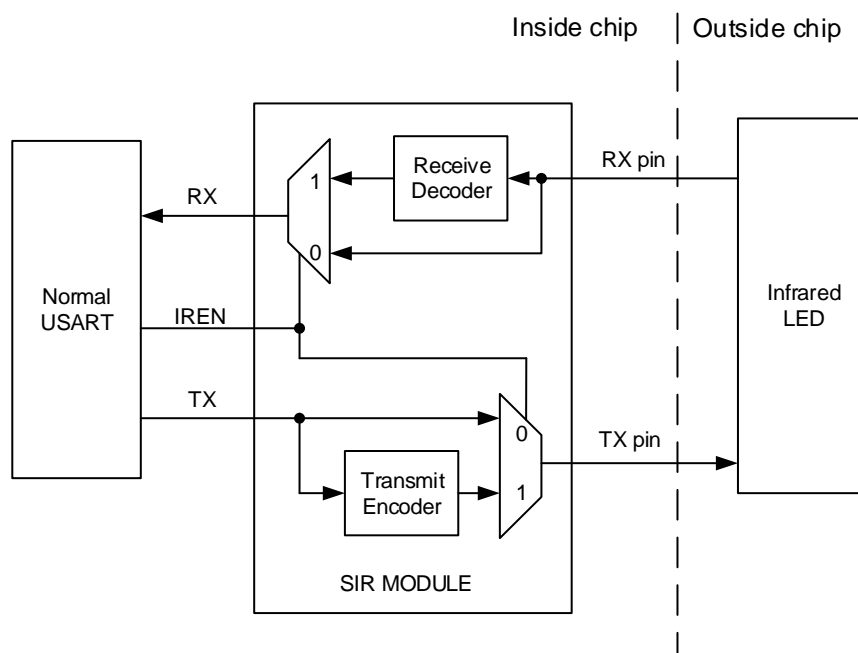 Inside chip
Outside chip
Receive
Decoder
RX pin
1
RX
0
Normal
USART
Infrared
LED
IREN
TX
0
TX pin
Transmit
Encoder
1
SIR MODULE